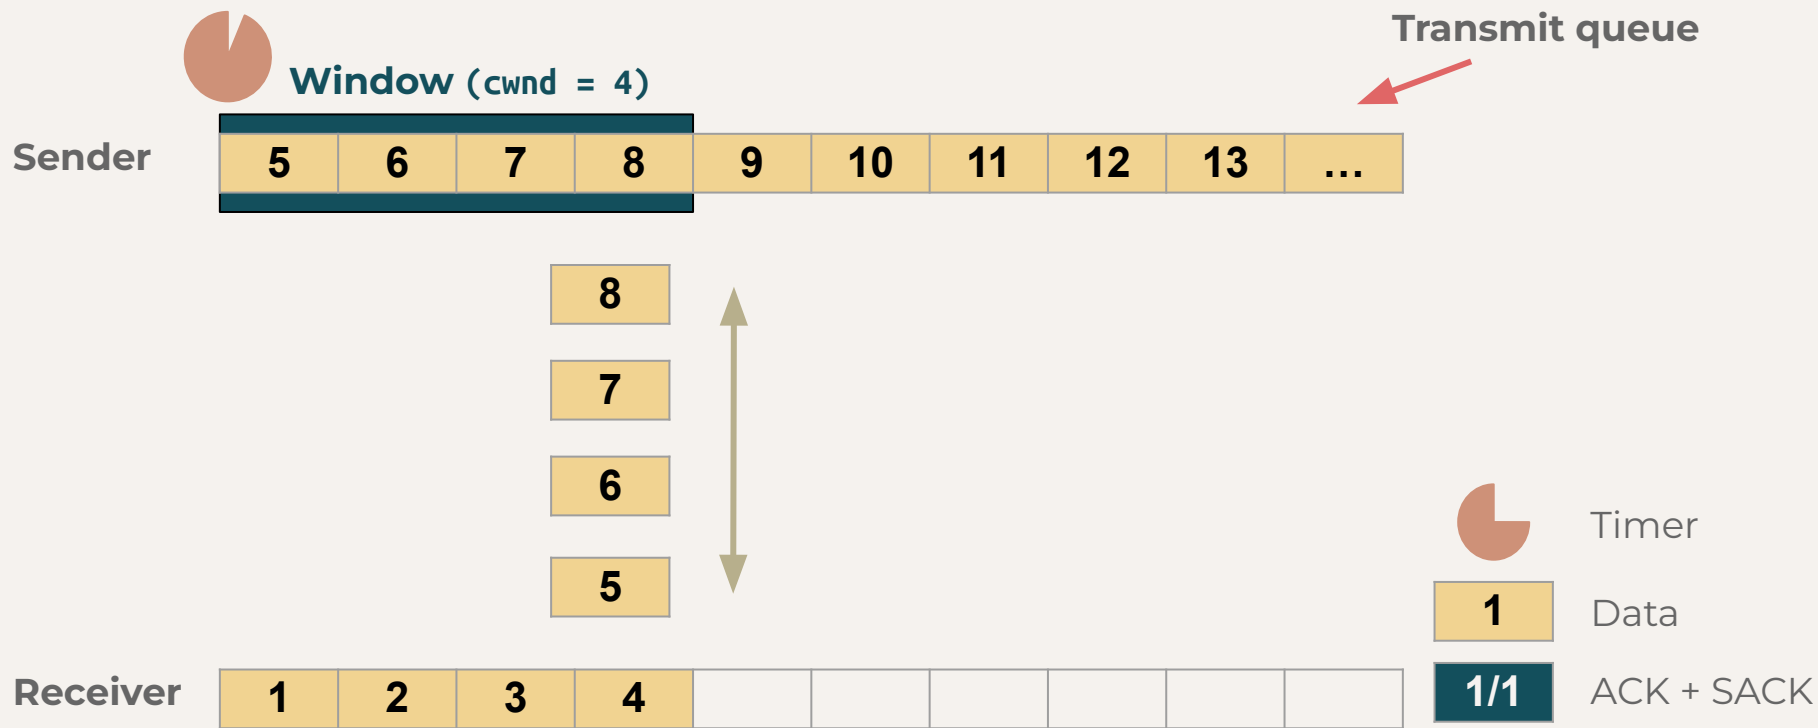 Transmit queue
Window (cwnd = 4)
Sender
5 6 7 8 9 10 11 12 13 ...
8
7
6
5
Timer
1 Data
Receiver
1 2 3 4
1/1 ACK + SACK